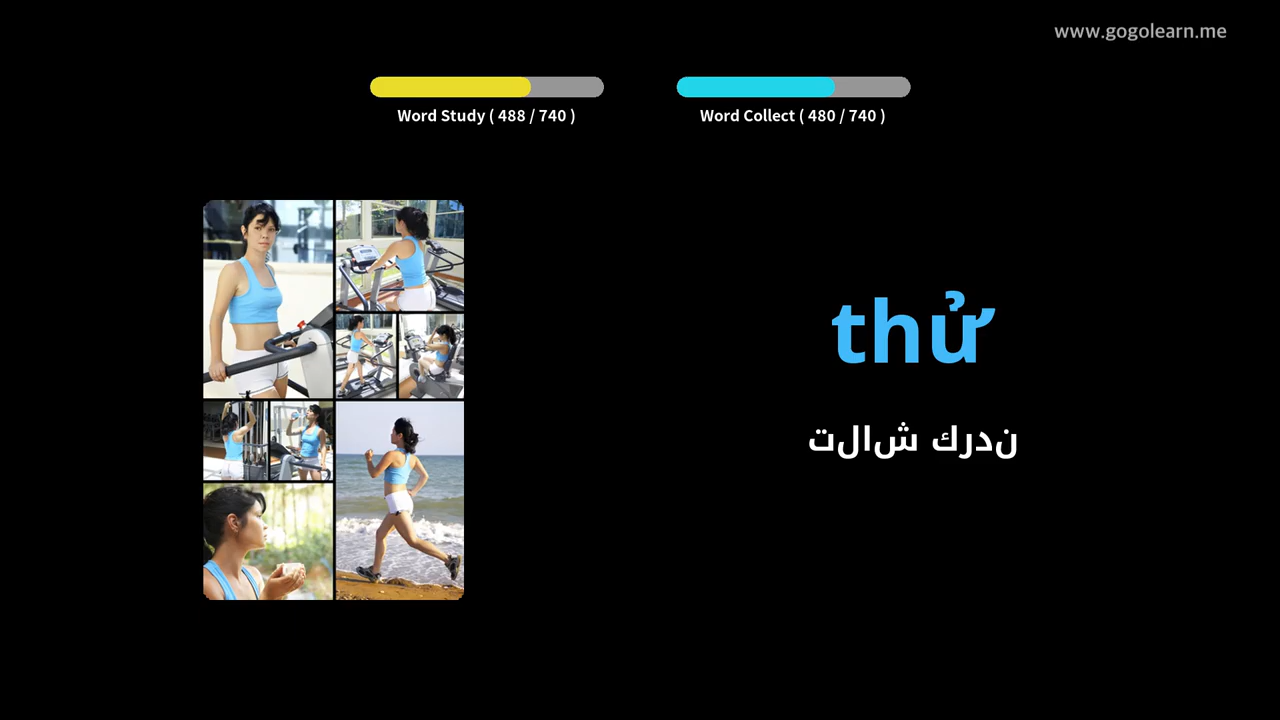 www.gogolearn.me
Word Study ( 488 / 740 )
Word Collect ( 480 / 740 )
thử
ندرك شالت